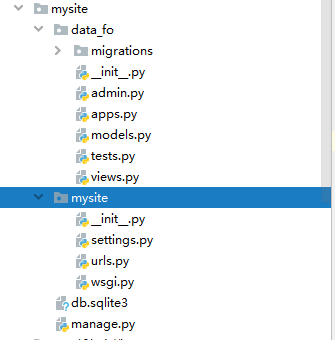 mysite
data_fo
migrations
__init__.py
admin.py
apps.py
models.py
tests.py
views.py
mysite
__init__.py
settings.py
urls.py
wsgi.py
db.sqlite3
manage.py